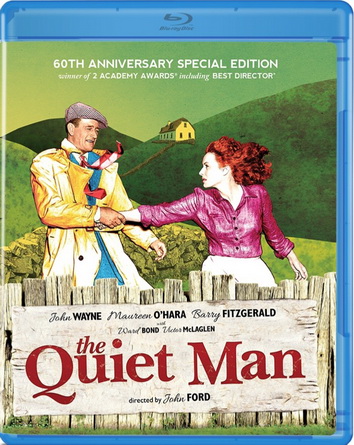 Blu-ray Disc
60TH ANNIVERSARY SPECIAL EDITION
winner of 2 ACADEMY AWARDS® including BEST DIRECTOR
John WAYNE Maureen O'HARA Barry FITZGERALD
with
Ward BOND Victor McLAGLEN
the
Quiet Man
directed by John FORD